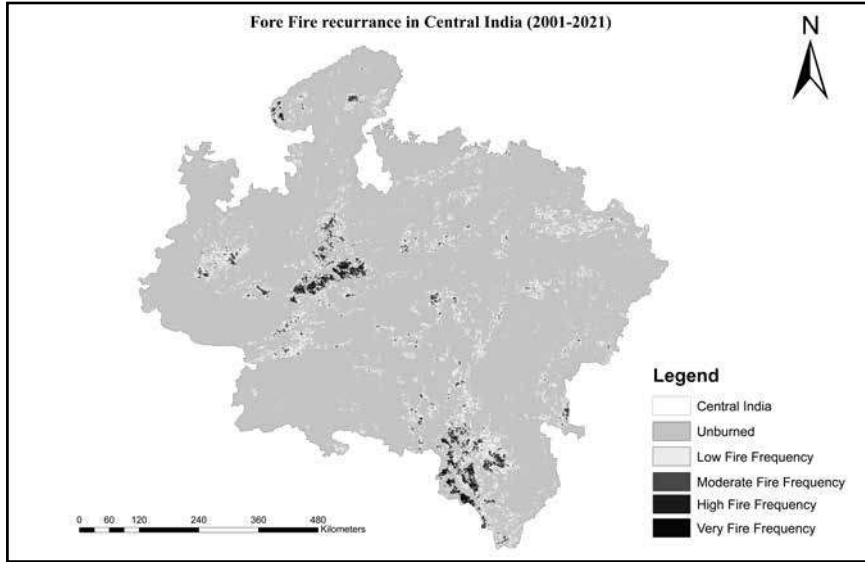 Fore Fire recurrance in Central India (2001-2021)
N
Legend
Central India
Unburned
Low Fire Frequency
Moderate Fire Frequency
High Fire Frequency
Very Fire Frequency
0 60 120 240 360 480
Kilometers